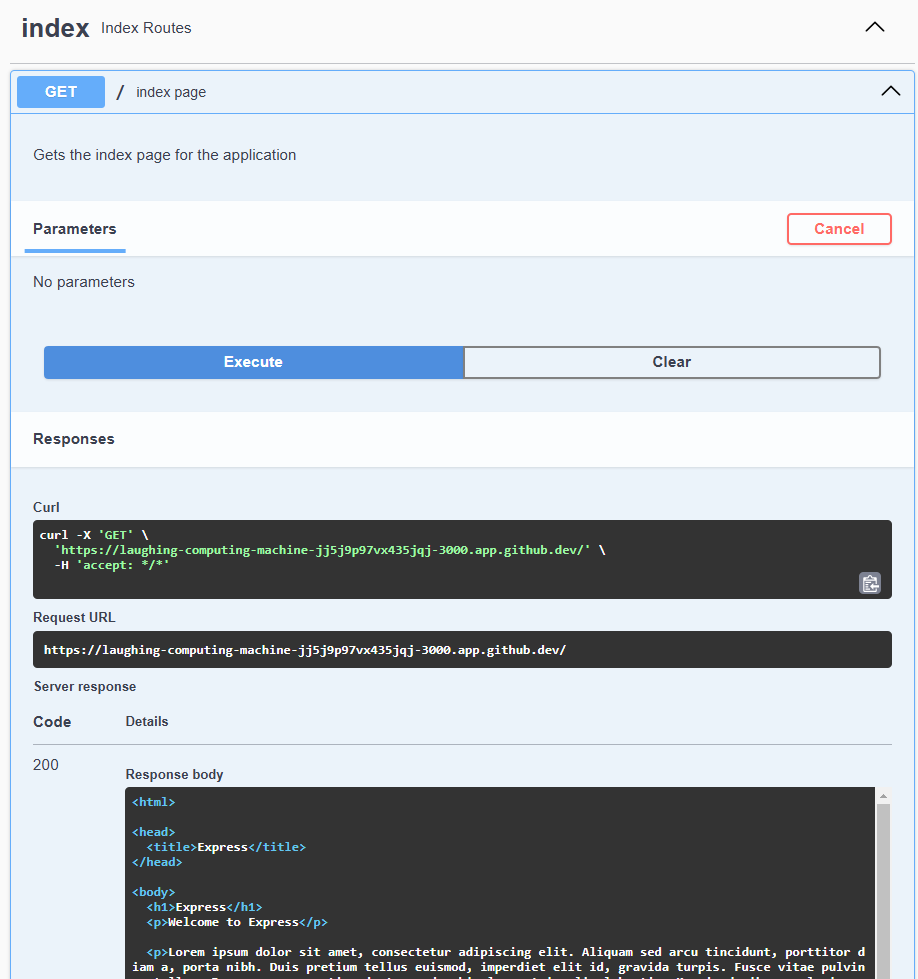 index Index Routes
GET / index page
Gets the index page for the application
Parameters Cancel
No parameters
Execute Clear
Responses
Curl
curl -X 'GET' \
  'https://laughing-computing-machine-jj5j9p97vx435jqj-3000.app.github.dev/' \
  -H 'accept: */*'
Request URL
https://laughing-computing-machine-jj5j9p97vx435jqj-3000.app.github.dev/
Server response
Code Details
200
Response body
<html>
<head>
  <title>Express</title>
</head>
<body>
  <h1>Express</h1>
  <p>Welcome to Express</p>
  <p>Lorem ipsum dolor sit amet, consectetur adipiscing elit. Aliquam sed arcu tincidunt, porttitor d
iam a, porta nibh. Duis pretium tellus euismod, imperdiet elit id, gravida turpis. Fusce vitae pulvin